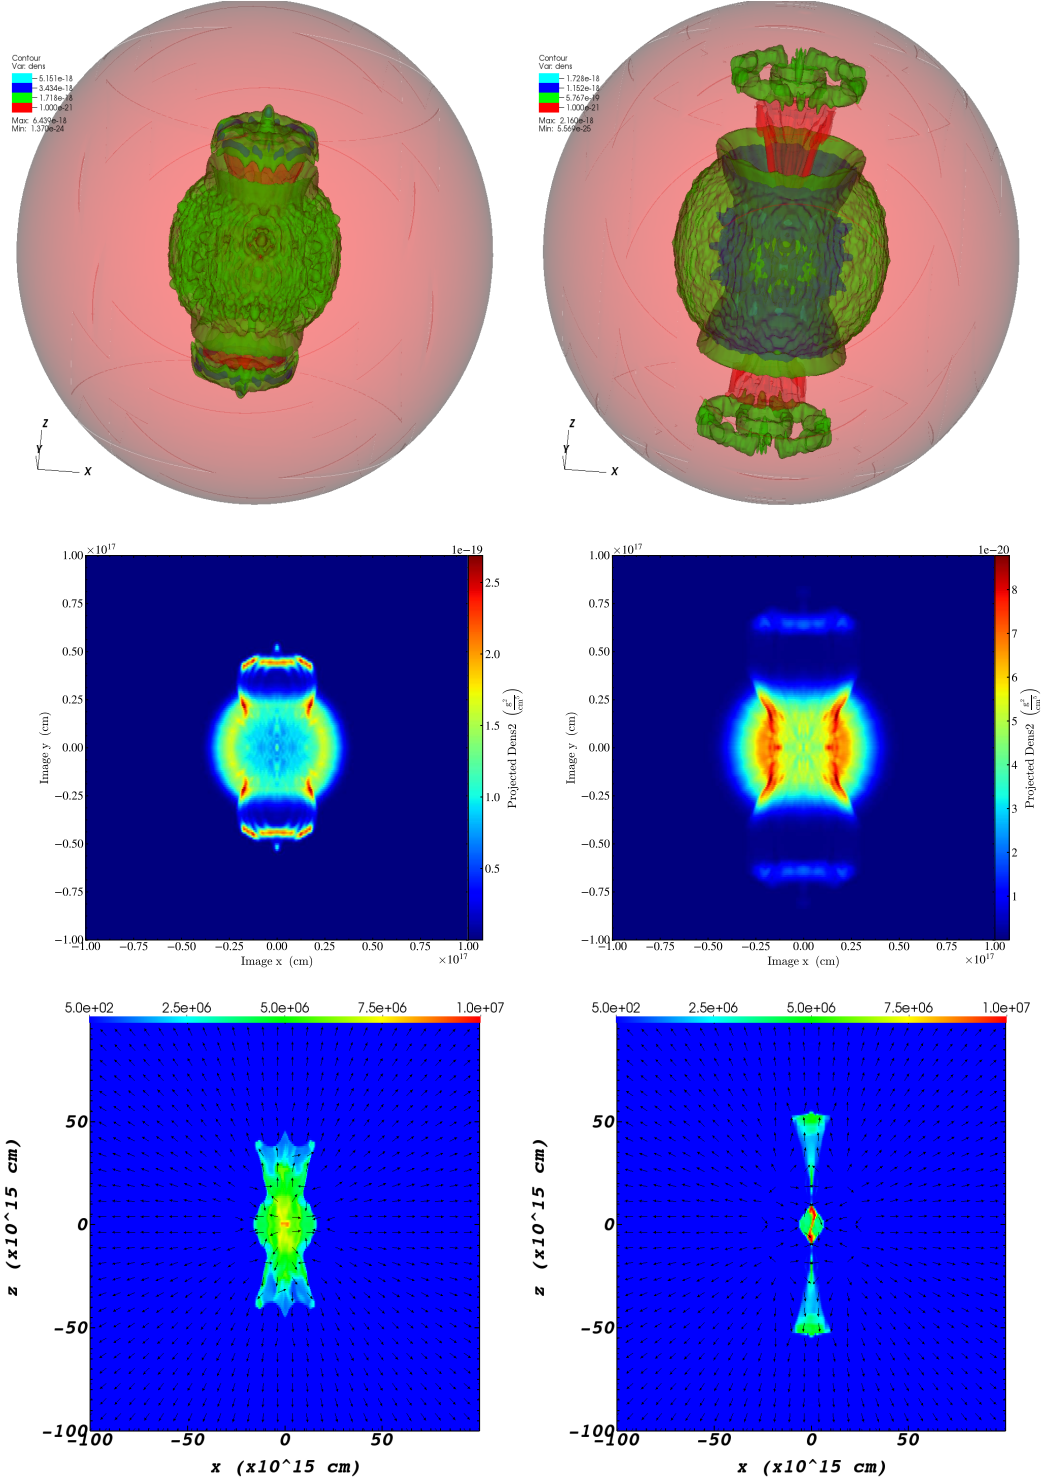 Contour
Var: dens
5.151e-18
3.434e-18
1.718e-18
1.000e-21
Max: 6.439e-18
Min: 1.370e-24
Z
Y
X
Contour
Var: dens
1.728e-18
1.152e-18
5.767e-19
1.000e-21
Max: 2.160e-18
Min: 5.569e-25
Z
Y
X
1.00 ×10^17 1e−19
0.75
0.50
0.25
0.00
−0.25
−0.50
−0.75
−1.00
Image y (cm)
−1.00 −0.75 −0.50 −0.25 0.00 0.25 0.50 0.75 1.00
Image x (cm) ×10^17
2.5
2.0
1.5
1.0
0.5
Projected Dens2 (g^2/cm^5)
1.00 ×10^17 1e−20
0.75
0.50
0.25
0.00
−0.25
−0.50
−0.75
−1.00
Image y (cm)
−1.00 −0.75 −0.50 −0.25 0.00 0.25 0.50 0.75 1.00
Image x (cm) ×10^17
8
7
6
5
4
3
2
1
Projected Dens2 (g^2/cm^5)
5.0e+02 2.5e+06 5.0e+06 7.5e+06 1.0e+07
50
0
−50
−100
z (x10^15 cm)
−100 −50 0 50
x (x10^15 cm)
5.0e+02 2.5e+06 5.0e+06 7.5e+06 1.0e+07
50
0
−50
−100
z (x10^15 cm)
−100 −50 0 50
x (x10^15 cm)